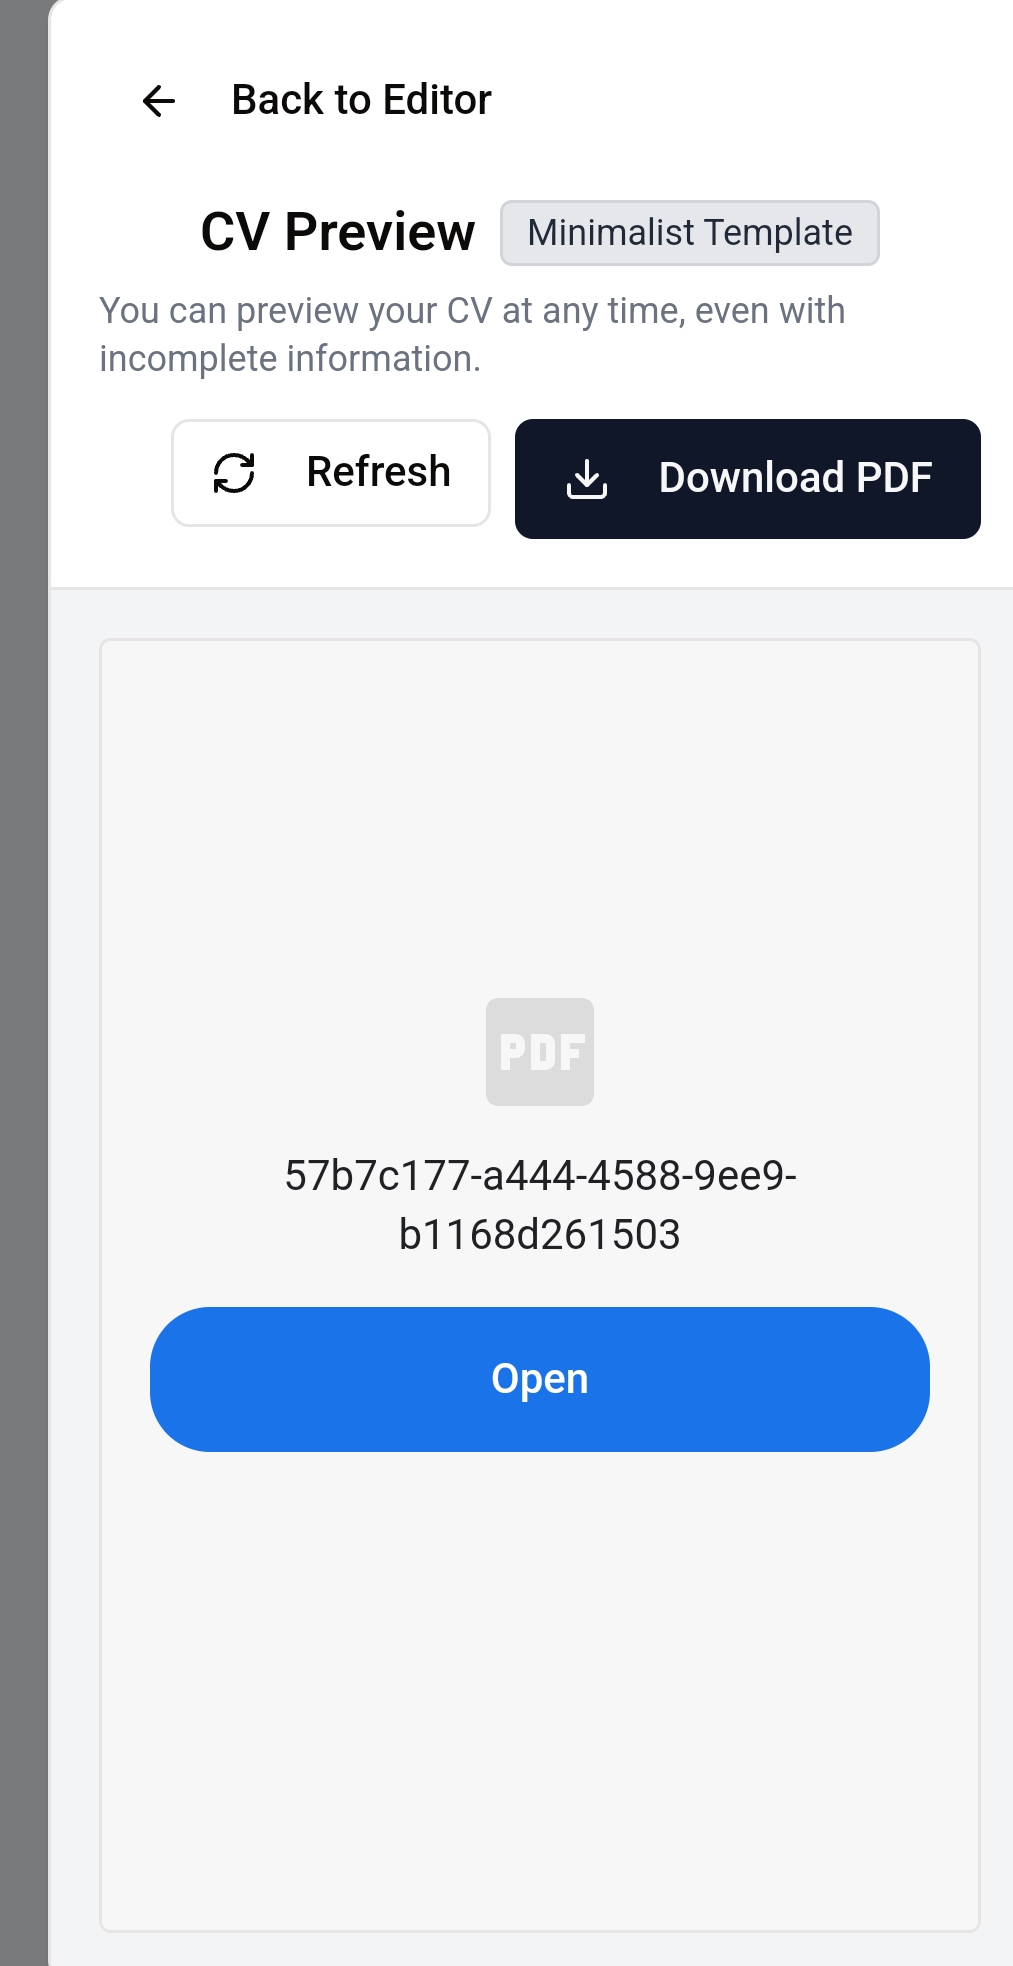 Back to Editor
CV Preview
Minimalist Template
You can preview your CV at any time, even with
incomplete information.
Refresh
Download PDF
PDF
57b7c177-a444-4588-9ee9-
b1168d261503
Open